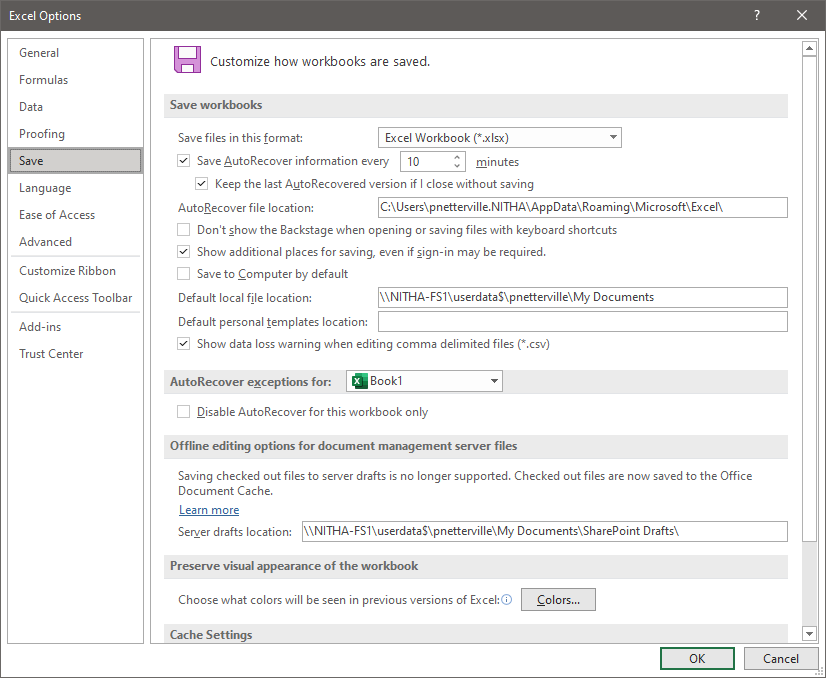 Excel Options
?
General
Formulas
Data
Proofing
Save
Language
Ease of Access
Advanced
Customize Ribbon
Quick Access Toolbar
Add-ins
Trust Center
Customize how workbooks are saved.
Save workbooks
Save files in this format: Excel Workbook (*.xlsx)
Save AutoRecover information every 10 minutes
Keep the last AutoRecovered version if I close without saving
AutoRecover file location: C:\Users\pnetterville.NITHA\AppData\Roaming\Microsoft\Excel\
Don't show the Backstage when opening or saving files with keyboard shortcuts
Show additional places for saving, even if sign-in may be required.
Save to Computer by default
Default local file location: \\NITHA-FS1\userdata$\pnetterville\My Documents
Default personal templates location:
Show data loss warning when editing comma delimited files (*.csv)
AutoRecover exceptions for: Book1
Disable AutoRecover for this workbook only
Offline editing options for document management server files
Saving checked out files to server drafts is no longer supported. Checked out files are now saved to the Office
Document Cache.
Learn more
Server drafts location: \\NITHA-FS1\userdata$\pnetterville\My Documents\SharePoint Drafts\
Preserve visual appearance of the workbook
Choose what colors will be seen in previous versions of Excel: Colors...
Cache Settings
OK Cancel